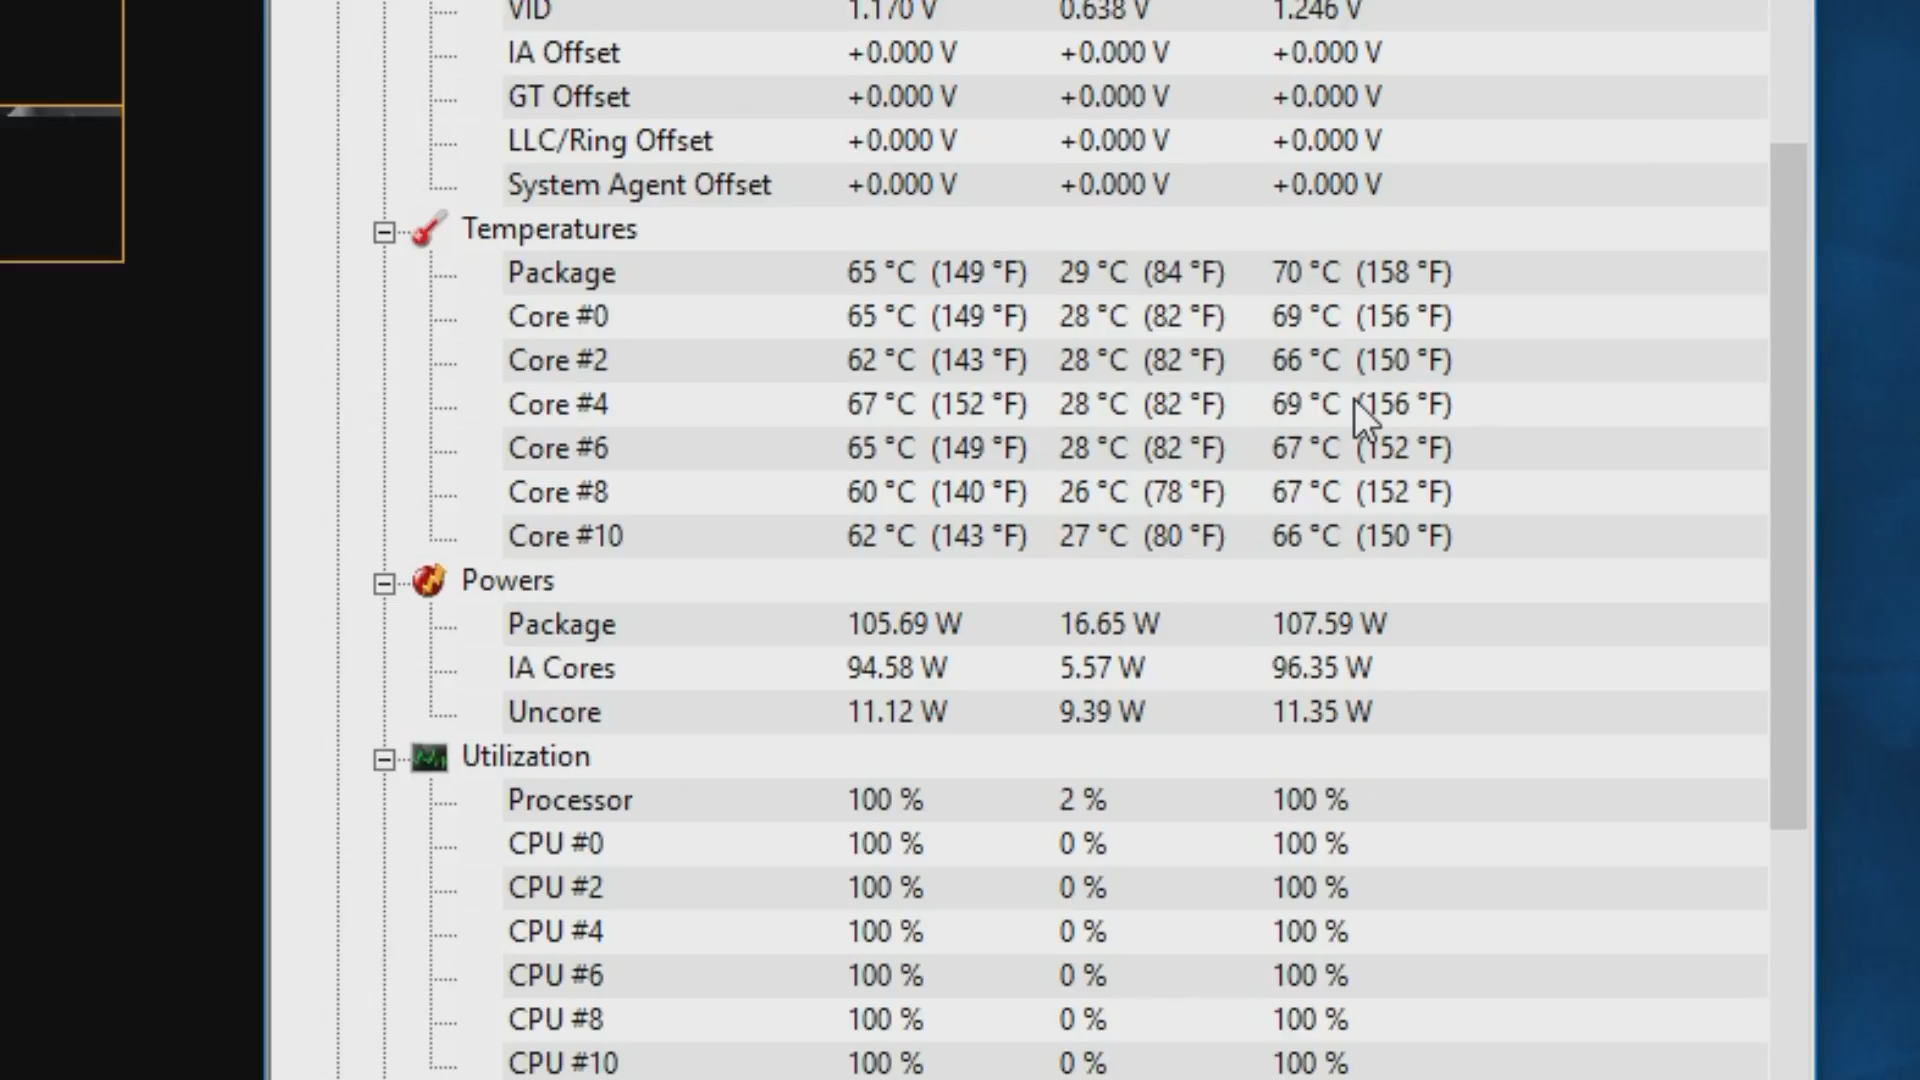 VID 1.170 V 0.638 V 1.246 V
IA Offset +0.000 V +0.000 V +0.000 V
GT Offset +0.000 V +0.000 V +0.000 V
LLC/Ring Offset +0.000 V +0.000 V +0.000 V
System Agent Offset +0.000 V +0.000 V +0.000 V
Temperatures
Package 65 °C (149 °F) 29 °C (84 °F) 70 °C (158 °F)
Core #0 65 °C (149 °F) 28 °C (82 °F) 69 °C (156 °F)
Core #2 62 °C (143 °F) 28 °C (82 °F) 66 °C (150 °F)
Core #4 67 °C (152 °F) 28 °C (82 °F) 69 °C (156 °F)
Core #6 65 °C (149 °F) 28 °C (82 °F) 67 °C (152 °F)
Core #8 60 °C (140 °F) 26 °C (78 °F) 67 °C (152 °F)
Core #10 62 °C (143 °F) 27 °C (80 °F) 66 °C (150 °F)
Powers
Package 105.69 W 16.65 W 107.59 W
IA Cores 94.58 W 5.57 W 96.35 W
Uncore 11.12 W 9.39 W 11.35 W
Utilization
Processor 100 % 2 % 100 %
CPU #0 100 % 0 % 100 %
CPU #2 100 % 0 % 100 %
CPU #4 100 % 0 % 100 %
CPU #6 100 % 0 % 100 %
CPU #8 100 % 0 % 100 %
CPU #10 100 % 0 % 100 %